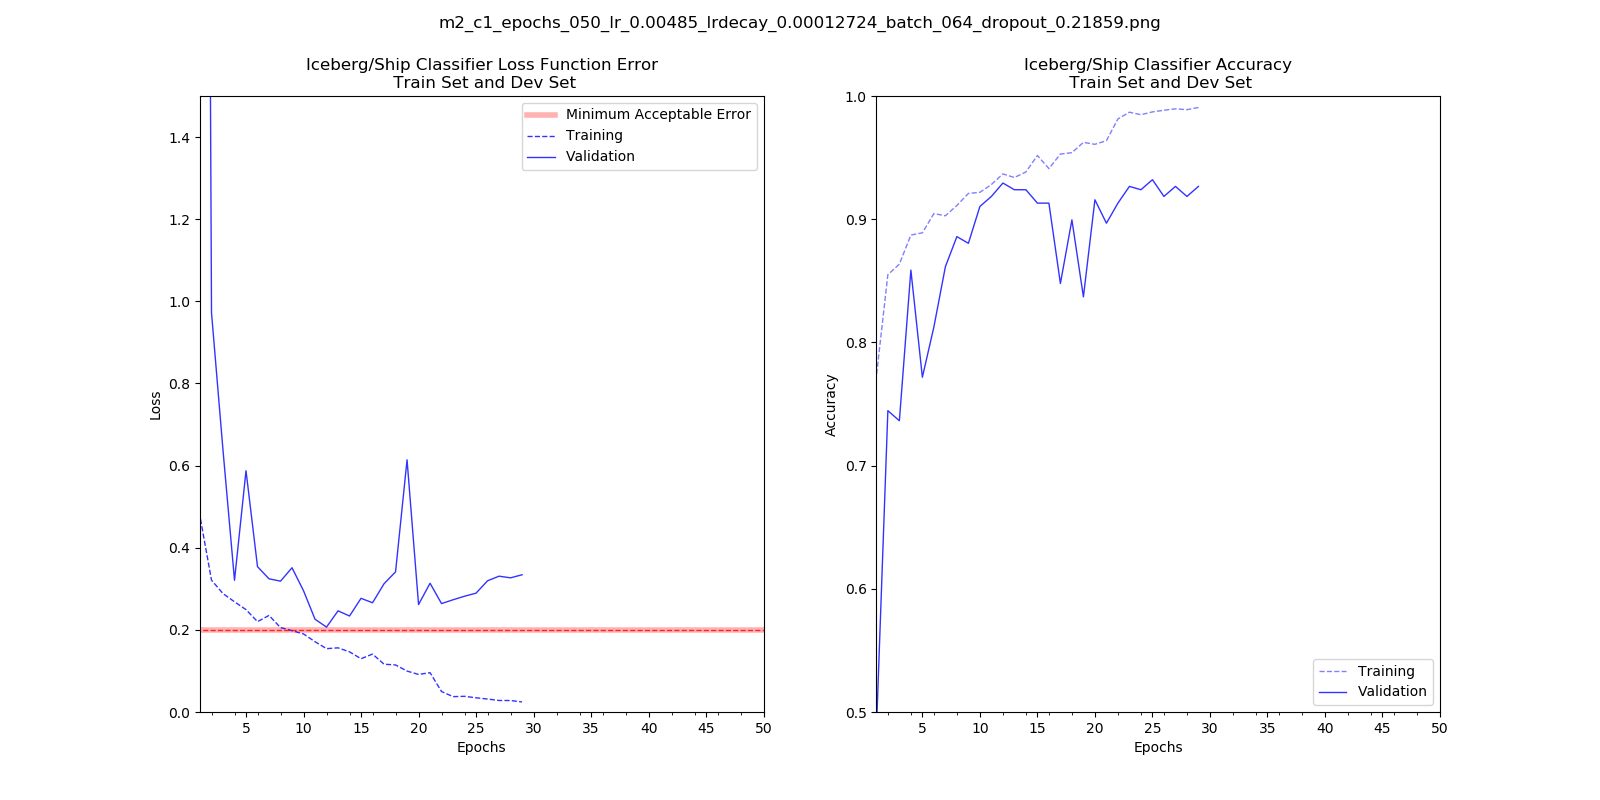 m2_c1_epochs_050_lr_0.00485_lrdecay_0.00012724_batch_064_dropout_0.21859.png
Iceberg/Ship Classifier Loss Function Error
Train Set and Dev Set
Minimum Acceptable Error
Training
Validation
1.4
1.2
1.0
0.8
0.6
0.4
0.2
0.0
Loss
5 10 15 20 25 30 35 40 45 50
Epochs
Iceberg/Ship Classifier Accuracy
Train Set and Dev Set
1.0
0.9
0.8
0.7
0.6
0.5
Accuracy
Training
Validation
5 10 15 20 25 30 35 40 45 50
Epochs